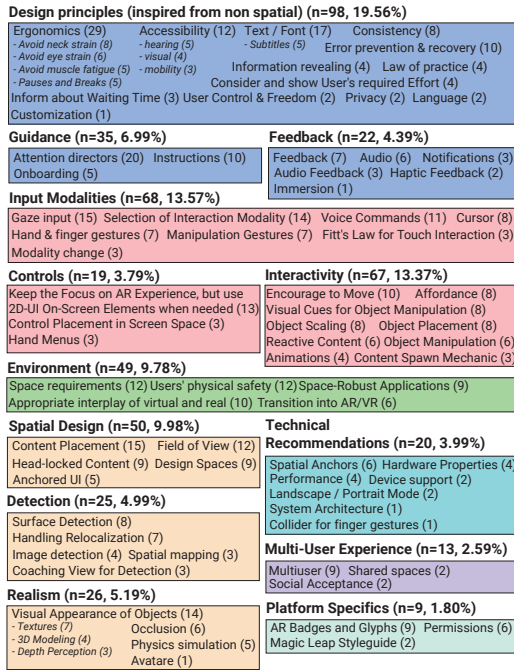 Design principles (inspired from non spatial) (n=98, 19.56%)
Ergonomics (29) Accessibility (12) Text / Font (17) Consistency (8)
- Avoid neck strain (8) - hearing (5) - Subtitles (5) Error prevention & recovery (10)
- Avoid eye strain (6) - visual (4)
- Avoid muscle fatigue (5) - mobility (3) Information revealing (4) Law of practice (4)
- Pauses and Breaks (5) Consider and show User's required Effort (4)
Inform about Waiting Time (3) User Control & Freedom (2) Privacy (2) Language (2)
Customization (1)
Guidance (n=35, 6.99%)
Attention directors (20) Instructions (10)
Onboarding (5)
Feedback (n=22, 4.39%)
Feedback (7) Audio (6) Notifications (3)
Audio Feedback (3) Haptic Feedback (2)
Immersion (1)
Input Modalities (n=68, 13.57%)
Gaze input (15) Selection of Interaction Modality (14) Voice Commands (11) Cursor (8)
Hand & finger gestures (7) Manipulation Gestures (7) Fitt's Law for Touch Interaction (3)
Modality change (3)
Controls (n=19, 3.79%)
Keep the Focus on AR Experience, but use
2D-UI On-Screen Elements when needed (13)
Control Placement in Screen Space (3)
Hand Menus (3)
Interactivity (n=67, 13.37%)
Encourage to Move (10) Affordance (8)
Visual Cues for Object Manipulation (8)
Object Scaling (8) Object Placement (8)
Reactive Content (6) Object Manipulation (6)
Animations (4) Content Spawn Mechanic (3)
Environment (n=49, 9.78%)
Space requirements (12) Users' physical safety (12) Space-Robust Applications (9)
Appropriate interplay of virtual and real (10) Transition into AR/VR (6)
Spatial Design (n=50, 9.98%)
Content Placement (15) Field of View (12)
Head-locked Content (9) Design Spaces (9)
Anchored UI (5)
Detection (n=25, 4.99%)
Surface Detection (8)
Handling Relocalization (7)
Image detection (4) Spatial mapping (3)
Coaching View for Detection (3)
Realism (n=26, 5.19%)
Visual Appearance of Objects (14)
- Textures (7) Occlusion (6)
- 3D Modeling (4) Physics simulation (5)
- Depth Perception (3) Avatare (1)
Technical
Recommendations (n=20, 3.99%)
Spatial Anchors (6) Hardware Properties (4)
Performance (4) Device support (2)
Landscape / Portrait Mode (2)
System Architecture (1)
Collider for finger gestures (1)
Multi-User Experience (n=13, 2.59%)
Multiuser (9) Shared spaces (2)
Social Acceptance (2)
Platform Specifics (n=9, 1.80%)
AR Badges and Glyphs (9) Permissions (6)
Magic Leap Styleguide (2)